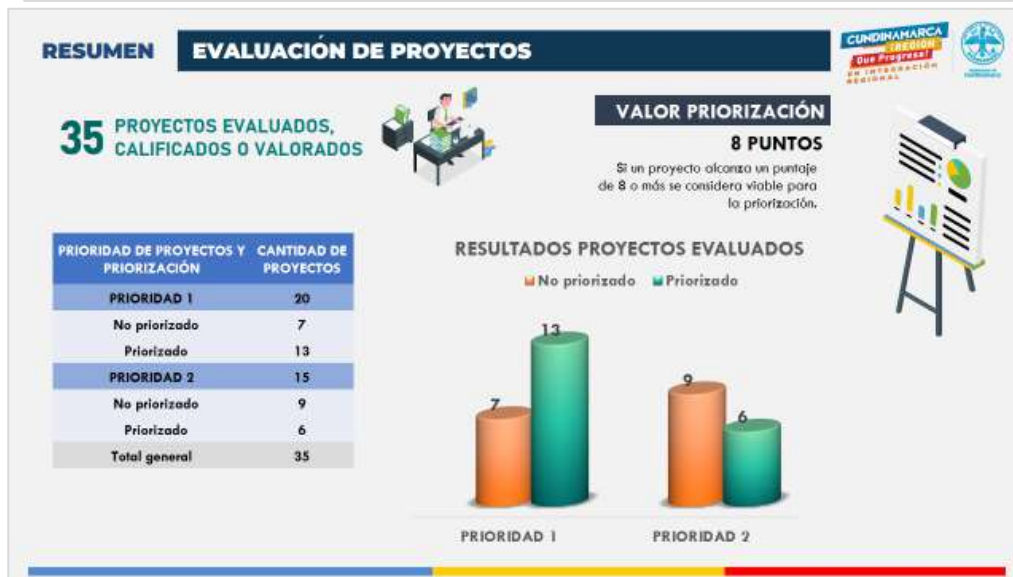 RESUMEN
EVALUACIÓN DE PROYECTOS
CUNDINAMARCA
¡REGIÓN
Que Progresa!
EN INTEGRACIÓN
REGIONAL
35
PROYECTOS EVALUADOS,
CALIFICADOS O VALORADOS
VALOR PRIORIZACIÓN
8 PUNTOS
Si un proyecto alcanza un puntaje
de 8 o más se considera viable para
la priorización.
PRIORIDAD DE PROYECTOS Y PRIORIZACIÓN CANTIDAD DE PROYECTOS
PRIORIDAD 1 20
No priorizado 7
Priorizado 13
PRIORIDAD 2 15
No priorizado 9
Priorizado 6
Total general 35
RESULTADOS PROYECTOS EVALUADOS
No priorizado Priorizado
7
13
9
6
PRIORIDAD 1 PRIORIDAD 2